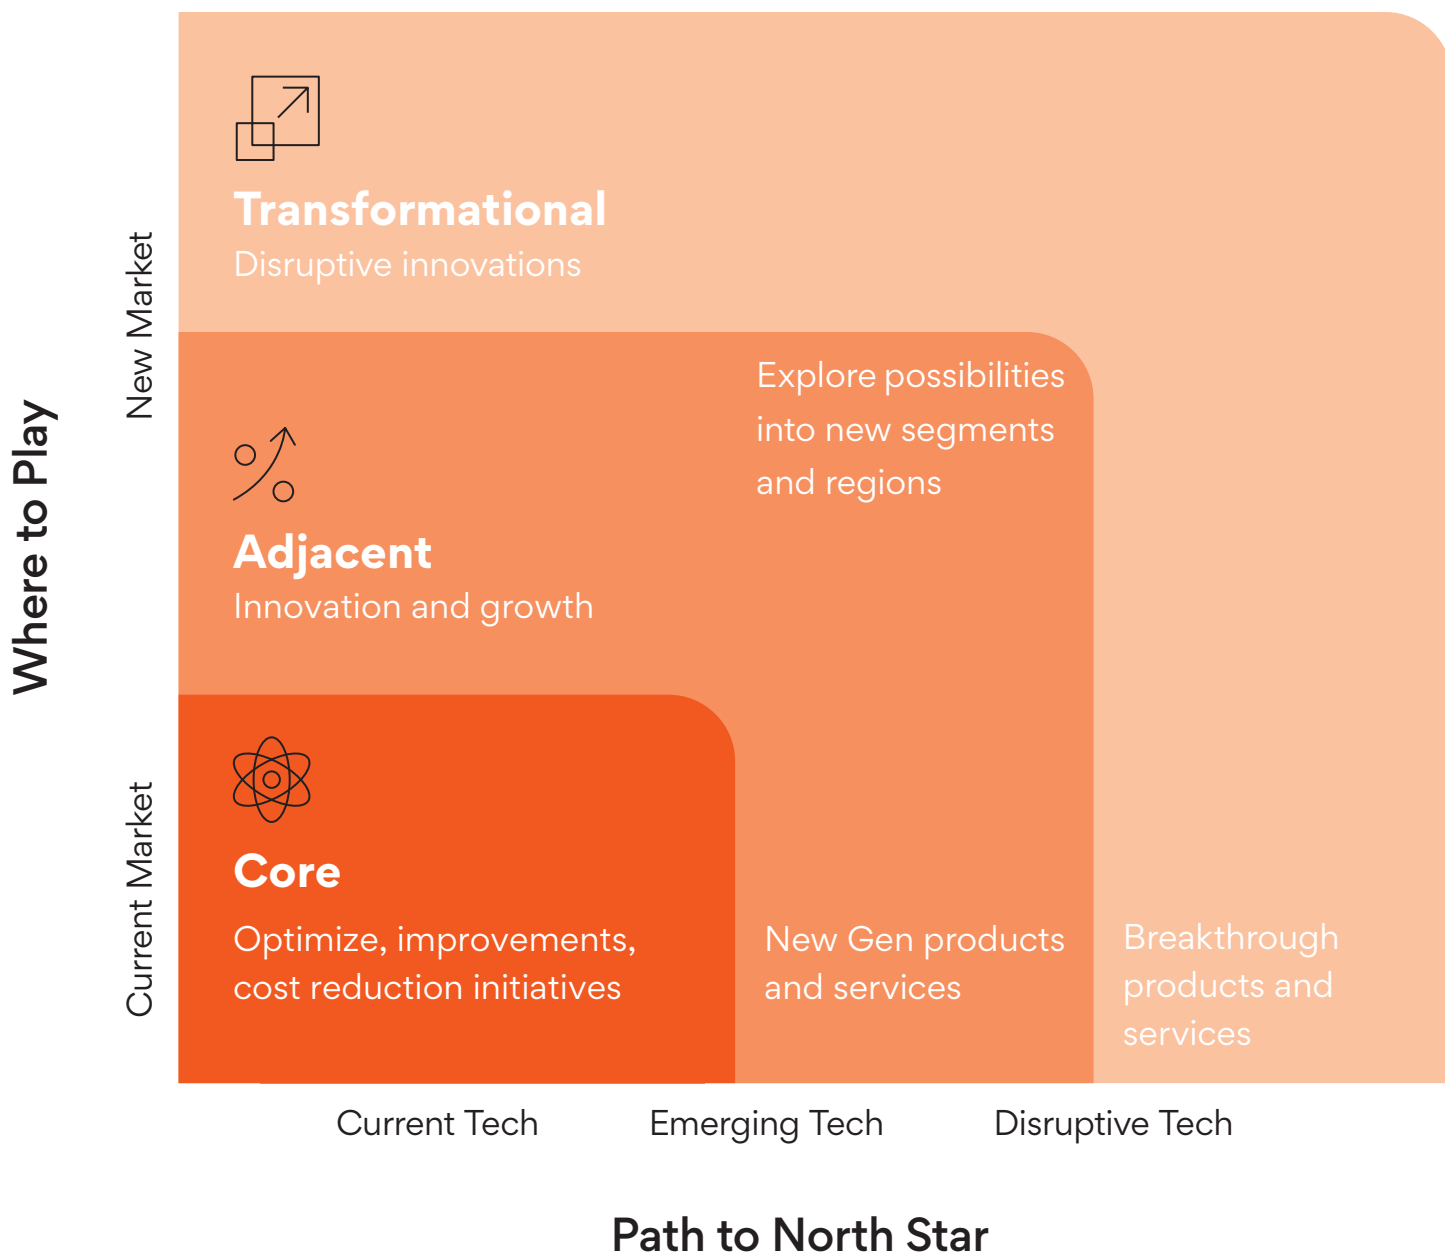 Where to Play
New Market
Current Market
Transformational
Disruptive innovations
Explore possibilities
into new segments
and regions
Adjacent
Innovation and growth
Core
Optimize, improvements,
cost reduction initiatives
New Gen products
and services
Breakthrough
products and
services
Current Tech
Emerging Tech
Disruptive Tech
Path to North Star